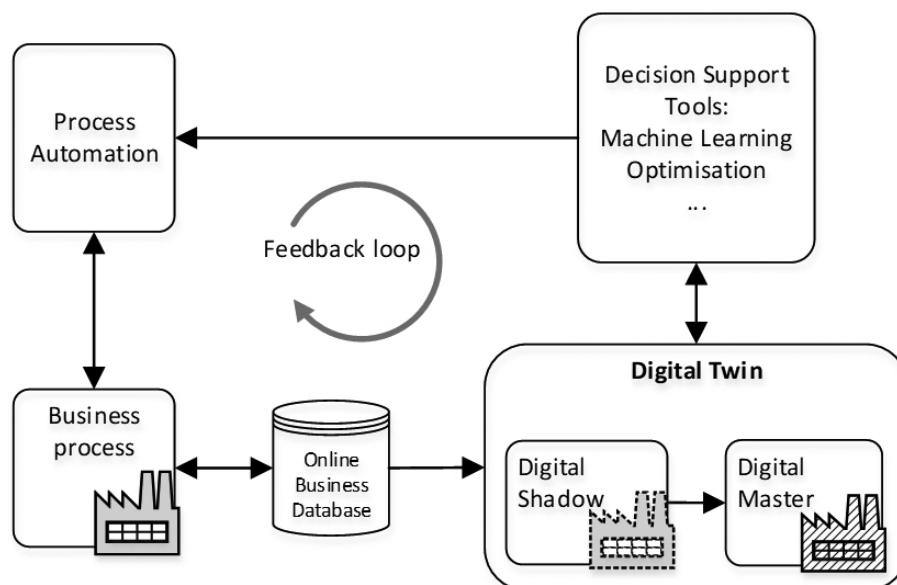 Process
Automation
Decision Support
Tools:
Machine Learning
Optimisation
...
Feedback loop
Business
process
Online
Business
Database
Digital Twin
Digital
Shadow
Digital
Master